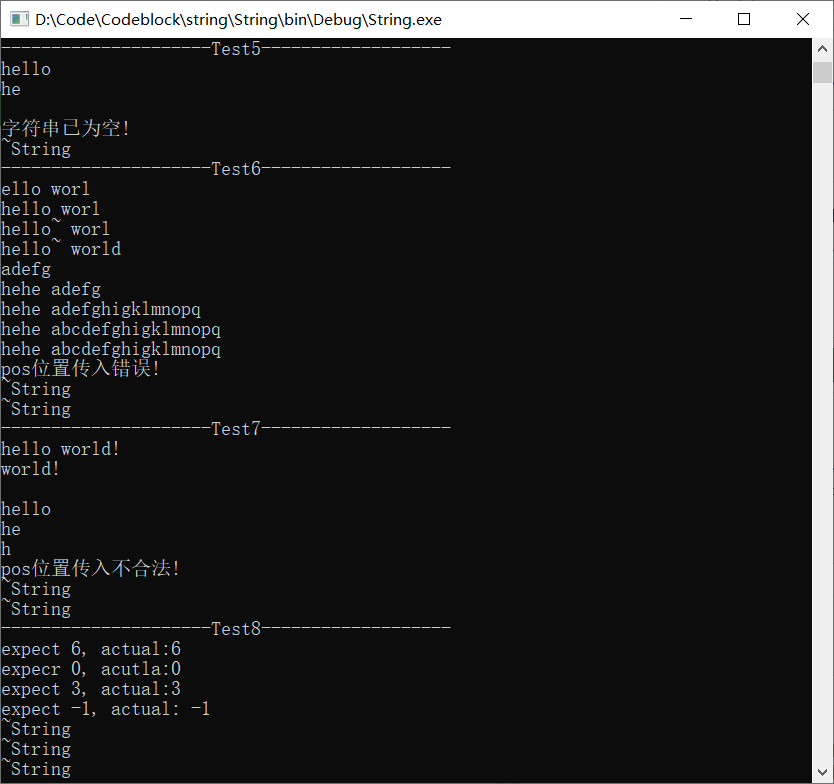 D:\Code\Codeblock\string\String\bin\Debug\String.exe
---------------------Test5-------------------
hello
he

字符串已为空!
~String
---------------------Test6-------------------
ello worl
hello worl
hello~ worl
hello~ world
adefg
hehe adefg
hehe adefghigklmnopq
hehe abcdefghigklmnopq
hehe abcdefghigklmnopq
pos位置传入错误!
~String
~String
---------------------Test7-------------------
hello world!
world!

hello
he
h
pos位置传入不合法!
~String
~String
---------------------Test8-------------------
expect 6, actual:6
expecr 0, acutla:0
expect 3, actual:3
expect -1, actual: -1
~String
~String
~String